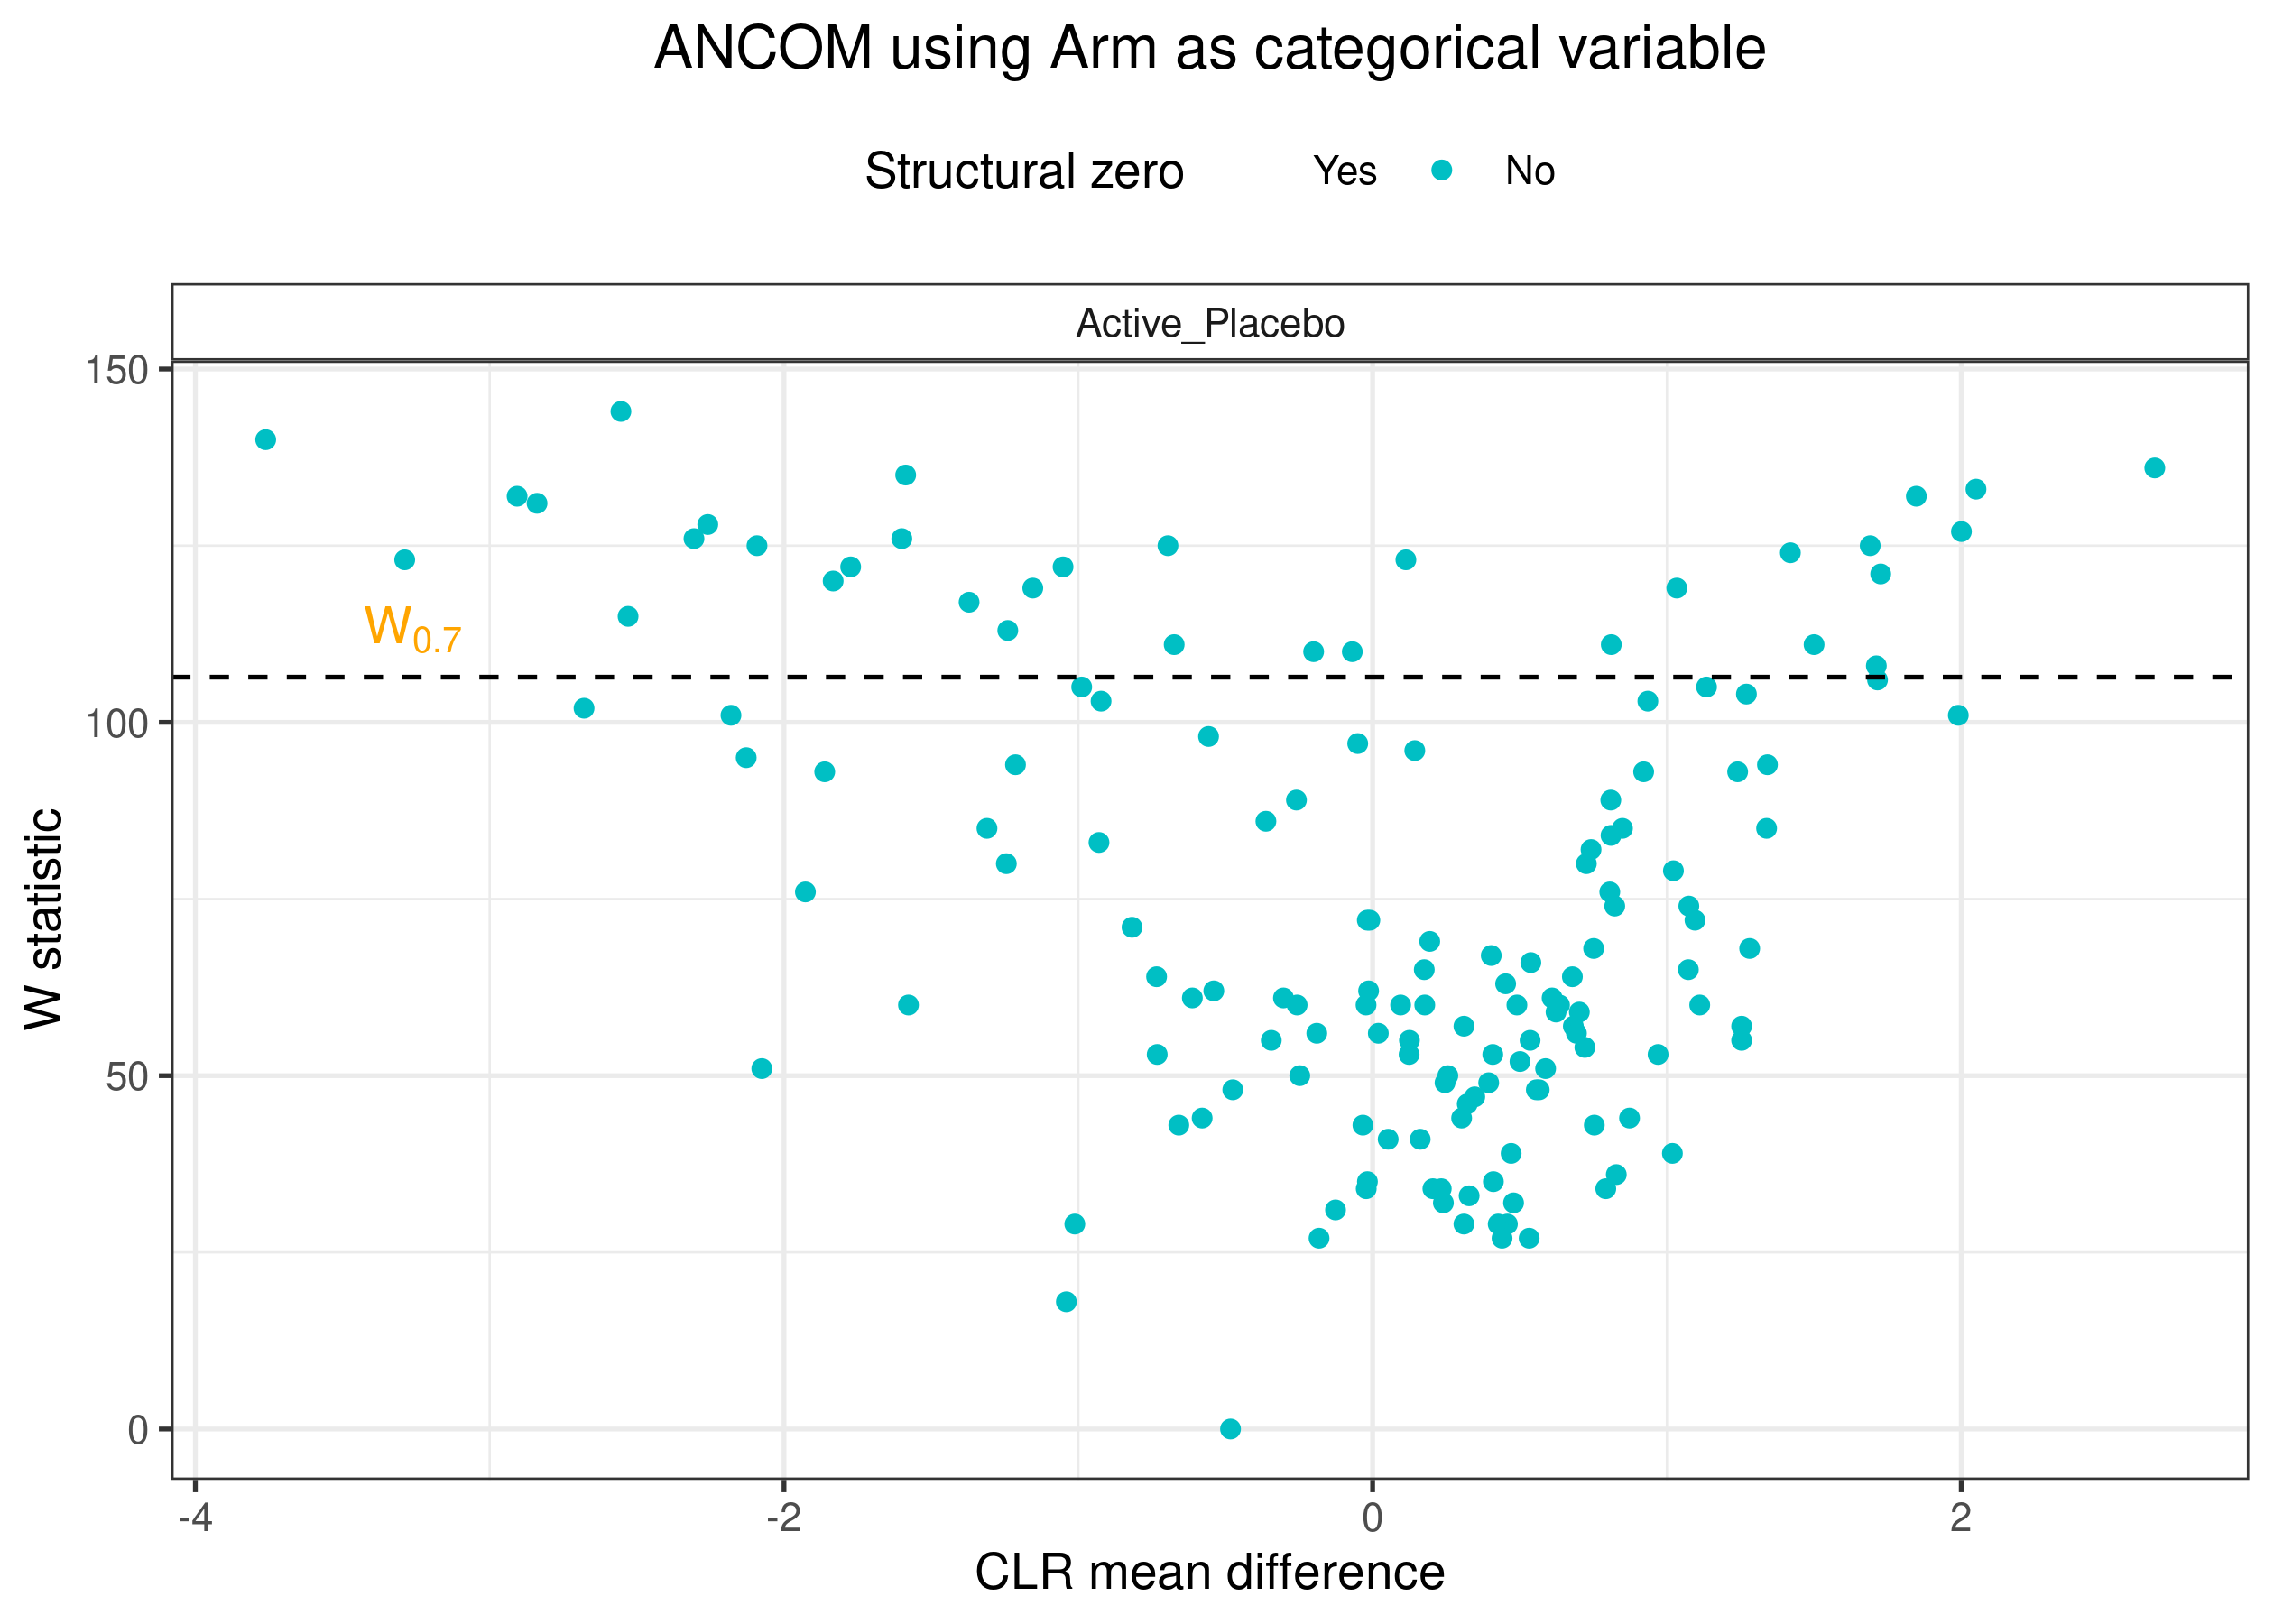 ANCOM using Arm as categorical variable
Structural zero Yes No
Active_Placebo
150
100
50
0
W0.7
W statistic
-4 -2 0 2
CLR mean difference